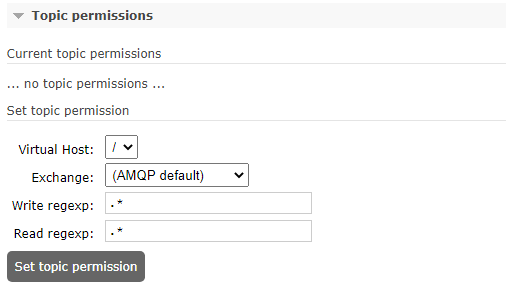 Topic permissions
Current topic permissions
... no topic permissions ...
Set topic permission
Virtual Host: /
Exchange: (AMQP default)
Write regexp: .*
Read regexp: .*
Set topic permission